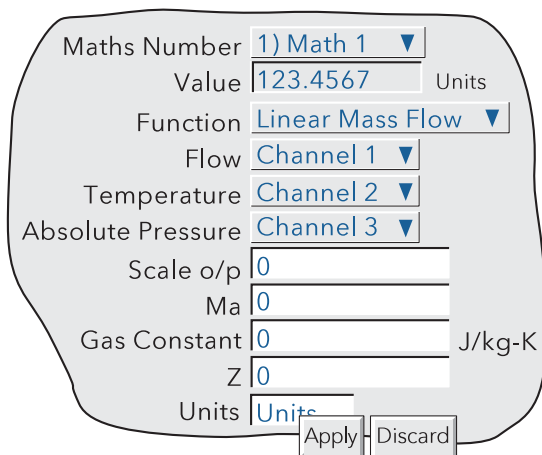 Maths Number 1) Math 1 ▼
Value 123.4567 Units
Function Linear Mass Flow ▼
Flow Channel 1 ▼
Temperature Channel 2 ▼
Absolute Pressure Channel 3 ▼
Scale o/p 0
Ma 0
Gas Constant 0 J/kg-K
Z 0
Units Units
Apply Discard